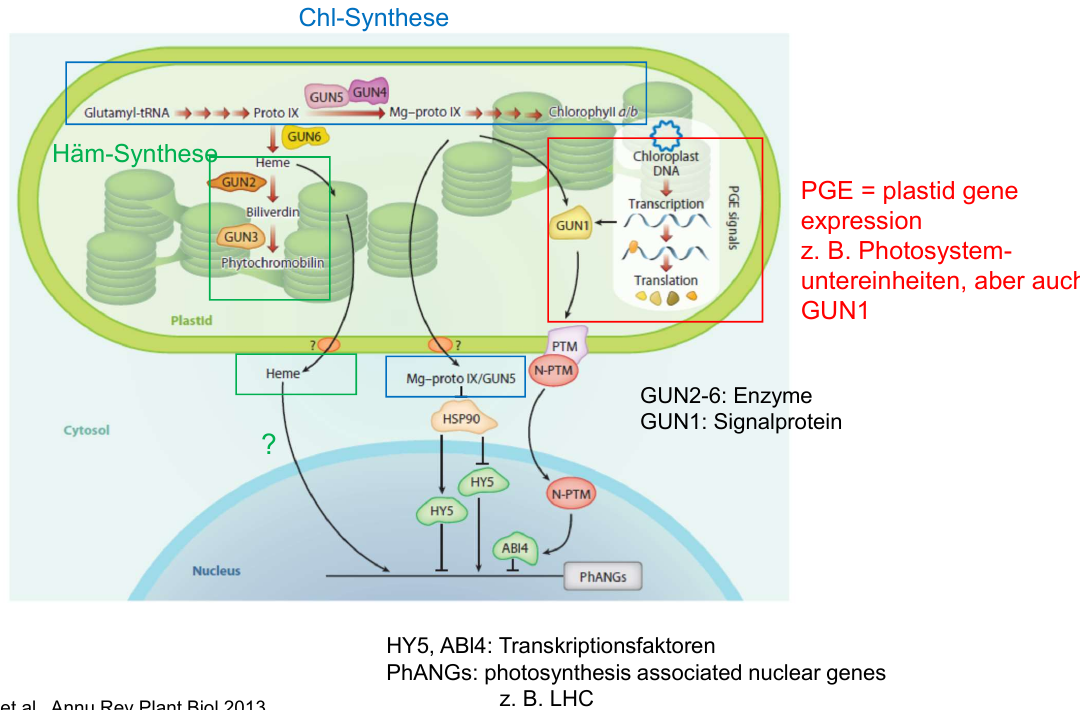 Chl-Synthese
GUN5 GUN4
Glutamyl-tRNA Proto IX Mg–proto IX Chlorophyll a/b
GUN6
Häm-Synthese
Heme
GUN2
Biliverdin
GUN3
Phytochromobilin
Chloroplast
DNA
Transcription
GUN1
Translation
PGE signals
PGE = plastid gene
expression
z. B. Photosystem-
untereinheiten, aber auch
GUN1
Plastid
? ?
PTM
N-PTM
Heme
Mg–proto IX/GUN5
GUN2-6: Enzyme
GUN1: Signalprotein
HSP90
Cytosol
?
HY5
N-PTM
HY5
ABI4
Nucleus
PhANGs
HY5, ABI4: Transkriptionsfaktoren
PhANGs: photosynthesis associated nuclear genes
z. B. LHC
et al., Annu Rev Plant Biol 2013